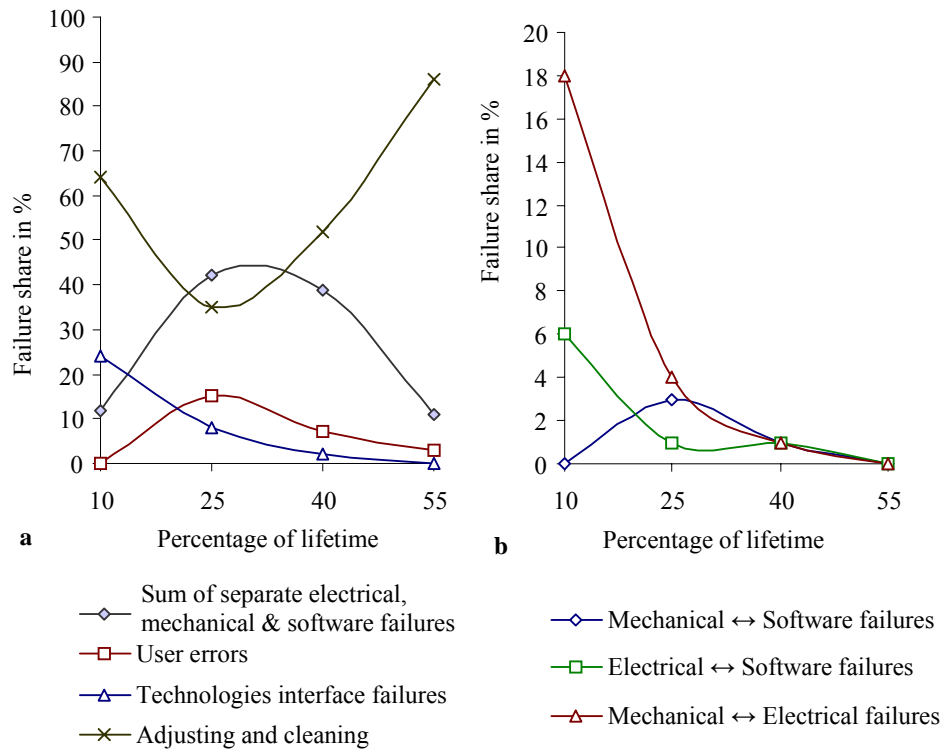 100
90
80
70
60
50
40
30
20
10
0
Failure share in %
10 25 40 55
Percentage of lifetime
a
Sum of separate electrical,
mechanical & software failures
User errors
Technologies interface failures
Adjusting and cleaning
20
18
16
14
12
10
8
6
4
2
0
Failure share in %
10 25 40 55
Percentage of lifetime
b
Mechanical ↔ Software failures
Electrical ↔ Software failures
Mechanical ↔ Electrical failures